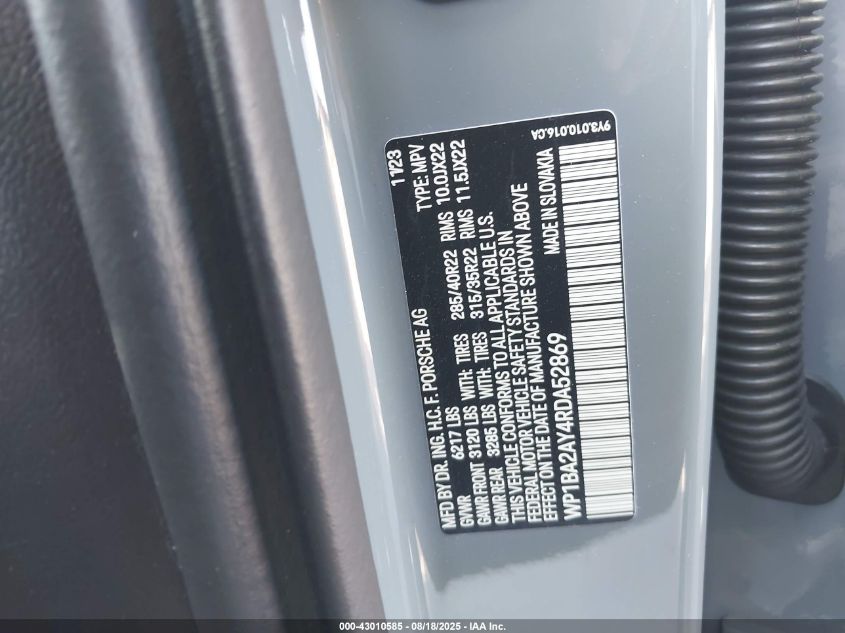 MFD BY DR. ING. H.C. F. PORSCHE AG 11/23
GVWR 6217 LBS TYPE: MPV
GAWR FRONT 3120 LBS WITH: TIRES 285/40R22 RIMS 10.0JX22
GAWR REAR 3285 LBS WITH: TIRES 315/35R22 RIMS 11.5JX22
THIS VEHICLE CONFORMS TO ALL APPLICABLE U.S.
FEDERAL MOTOR VEHICLE SAFETY STANDARDS IN
EFFECT ON THE DATE OF MANUFACTURE SHOWN ABOVE
WP1BA2AY4RDA52869 MADE IN SLOVAKIA
9Y3.010.016.CA
000-43010585 - 08/18/2025 - IAA Inc.